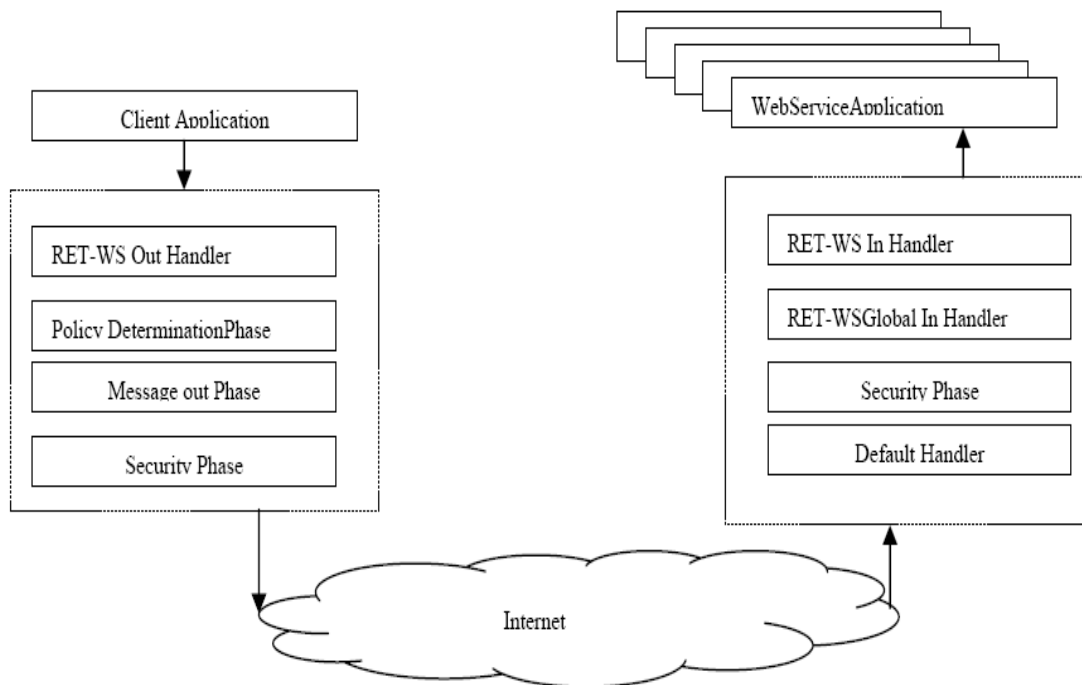 Client Application
RET-WS Out Handler
Policy DeterminationPhase
Message out Phase
Security Phase
Internet
WebServiceApplication
RET-WS In Handler
RET-WSGlobal In Handler
Security Phase
Default Handler